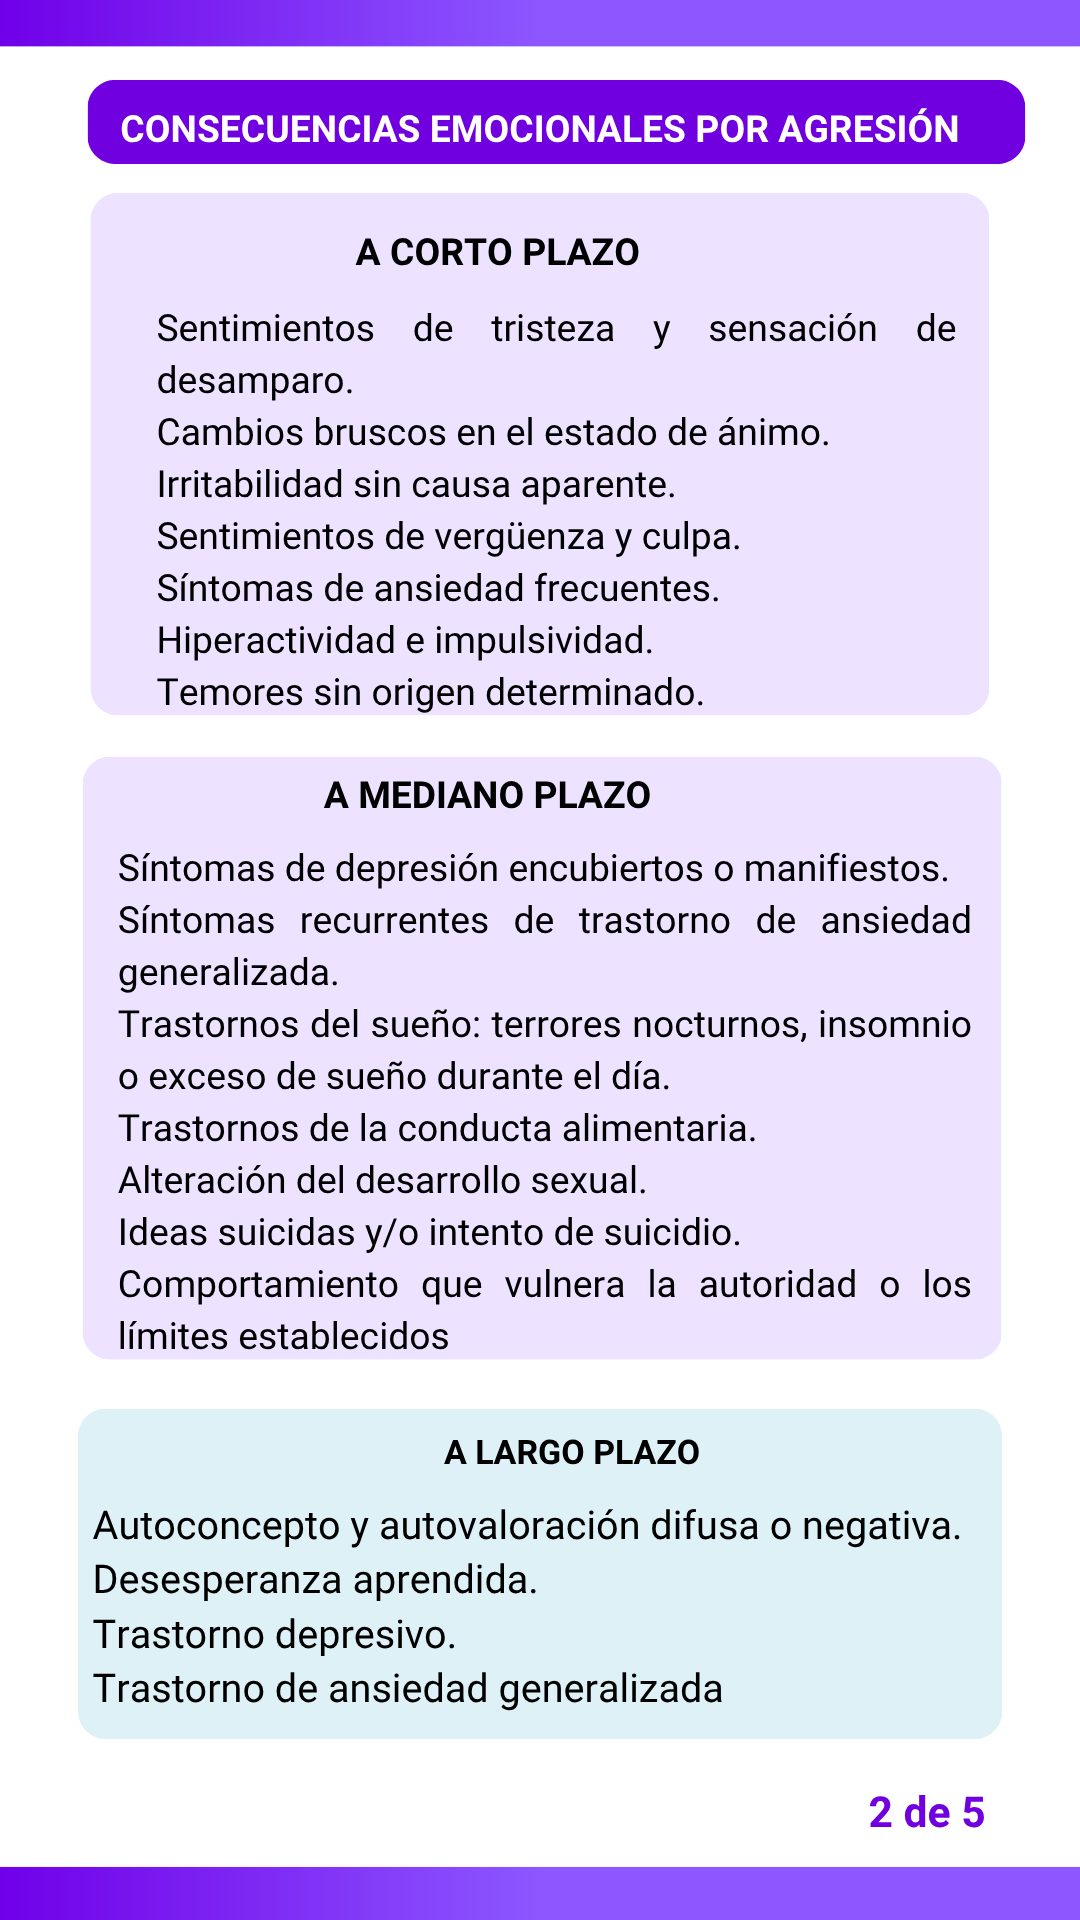 CONSECUENCIAS EMOCIONALES POR AGRESIÓN
A CORTO PLAZO
Sentimientos de tristeza y sensación de
desamparo.
Cambios bruscos en el estado de ánimo.
Irritabilidad sin causa aparente.
Sentimientos de vergüenza y culpa.
Síntomas de ansiedad frecuentes.
Hiperactividad e impulsividad.
Temores sin origen determinado.
A MEDIANO PLAZO
Síntomas de depresión encubiertos o manifiestos.
Síntomas recurrentes de trastorno de ansiedad
generalizada.
Trastornos del sueño: terrores nocturnos, insomnio
o exceso de sueño durante el día.
Trastornos de la conducta alimentaria.
Alteración del desarrollo sexual.
Ideas suicidas y/o intento de suicidio.
Comportamiento que vulnera la autoridad o los
límites establecidos
A LARGO PLAZO
Autoconcepto y autovaloración difusa o negativa.
Desesperanza aprendida.
Trastorno depresivo.
Trastorno de ansiedad generalizada
2 de 5